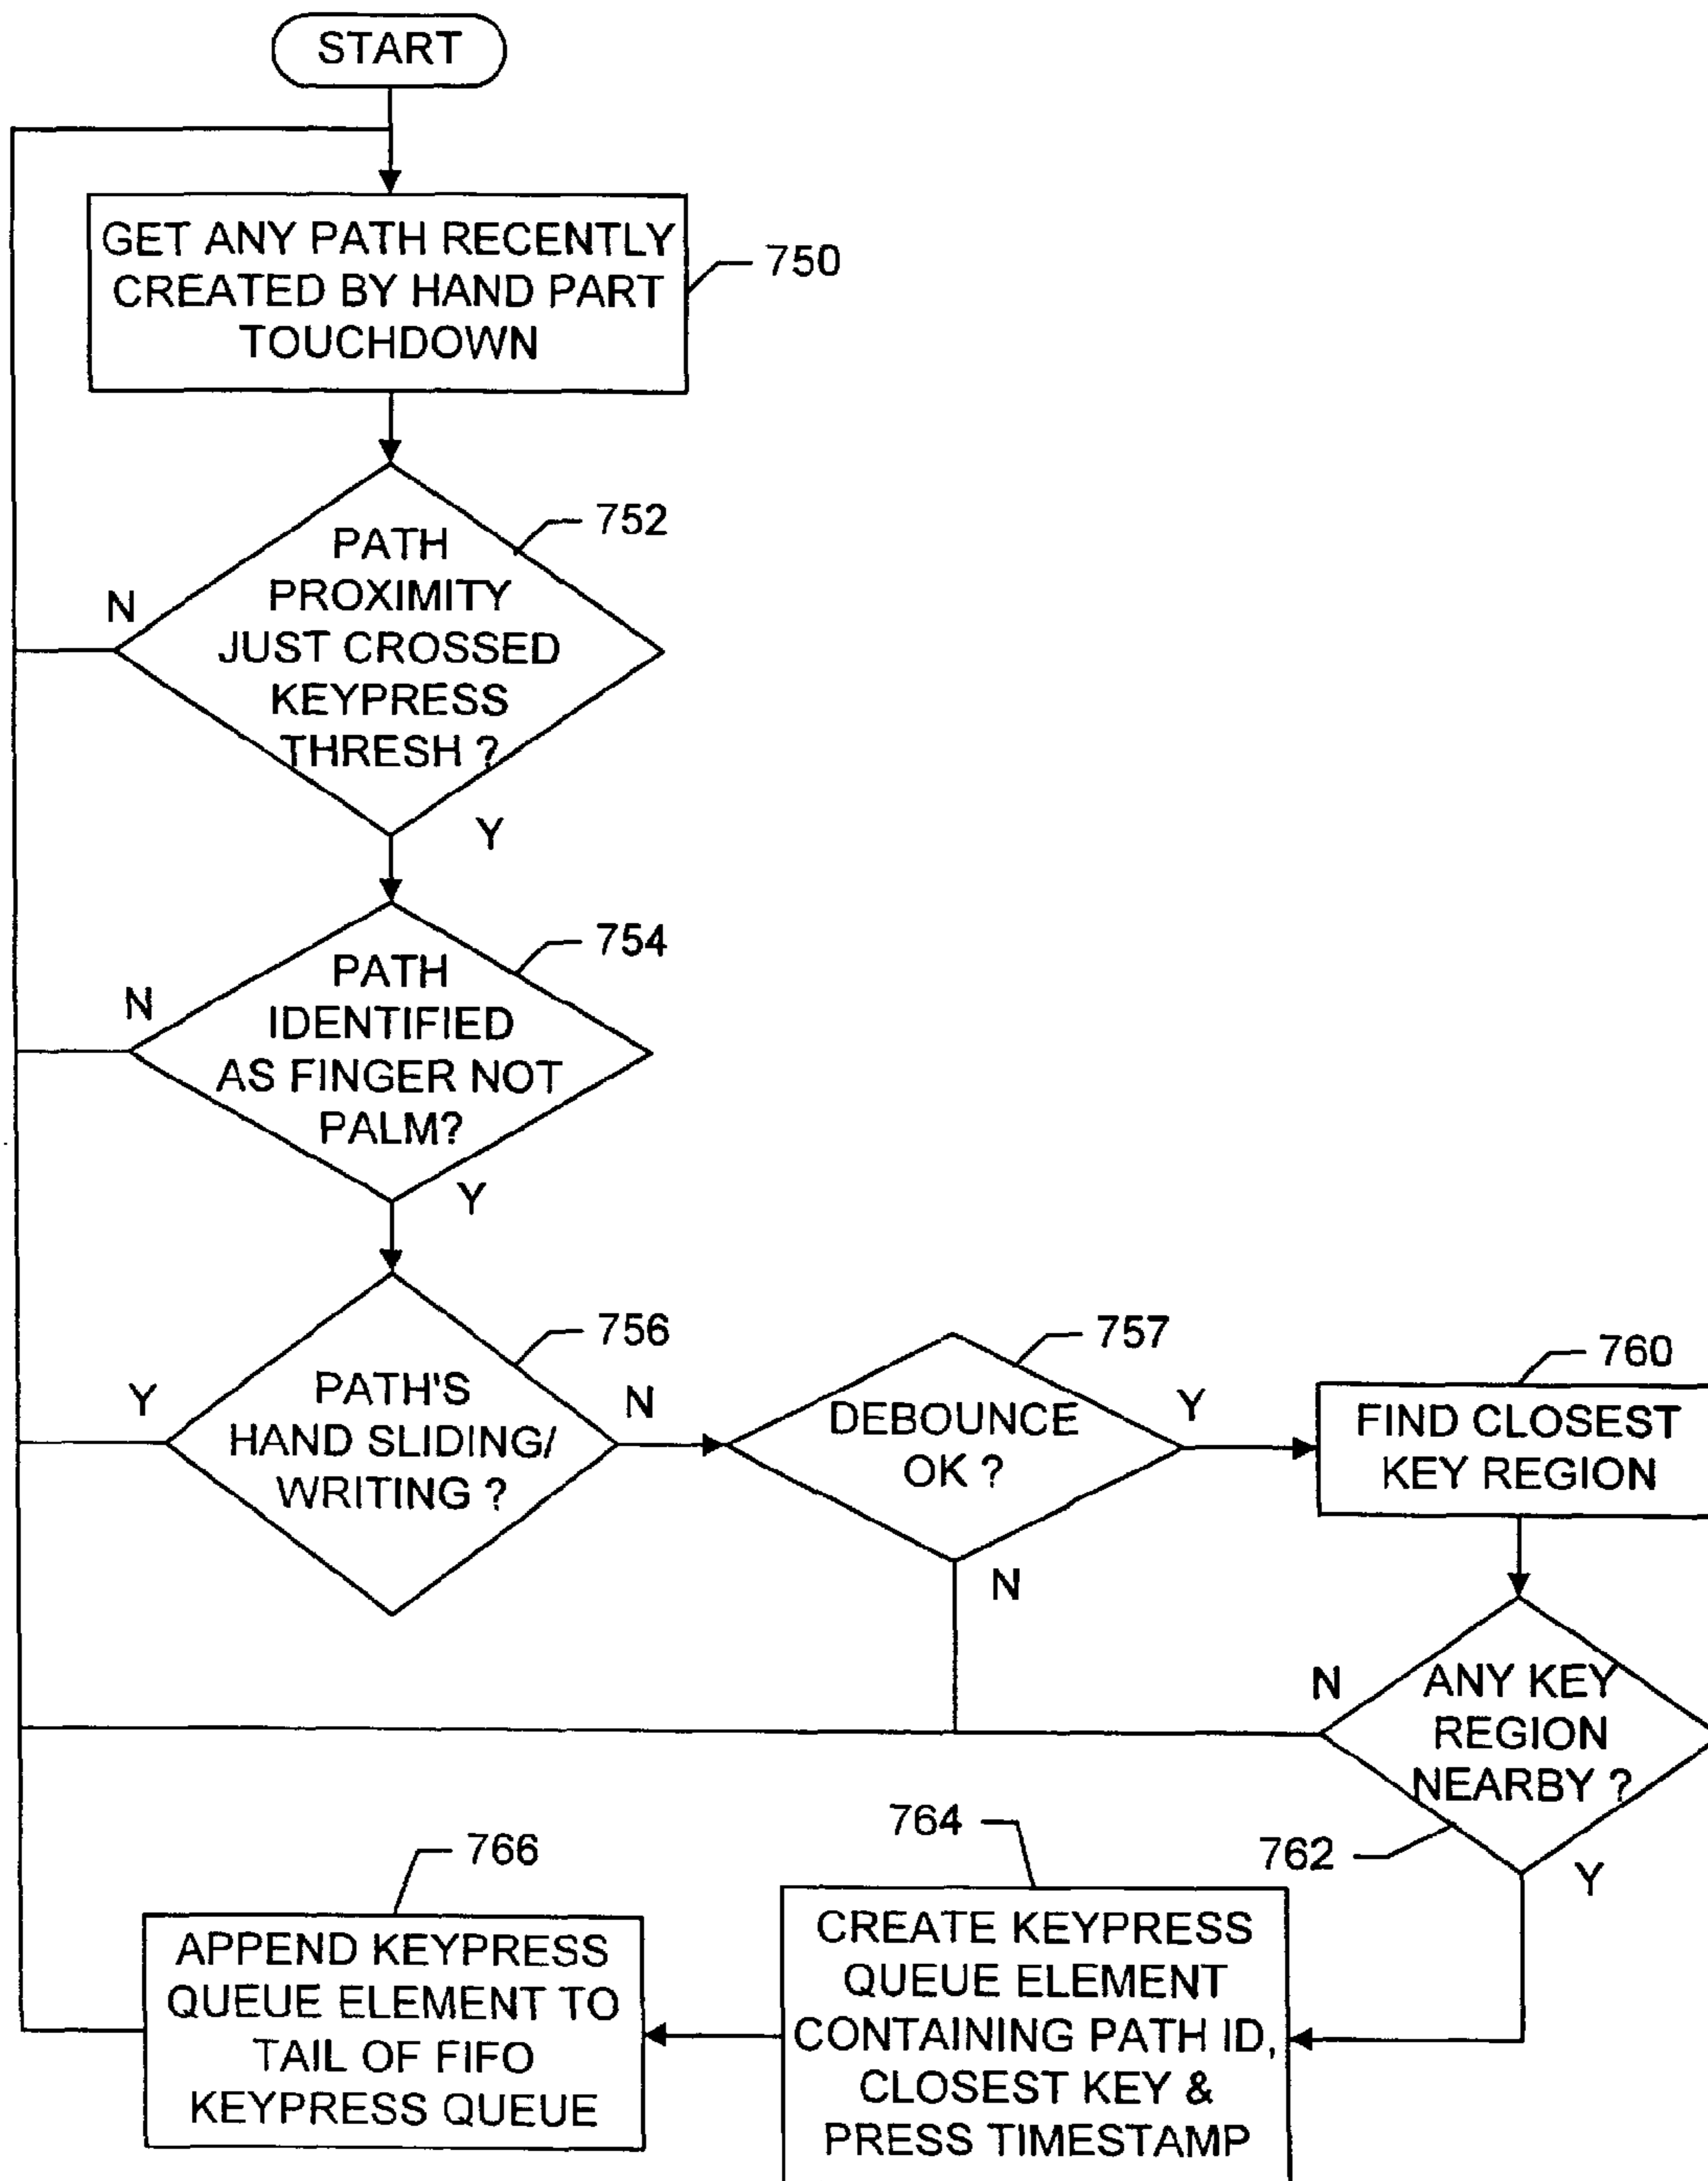 START
GET ANY PATH RECENTLY
CREATED BY HAND PART
TOUCHDOWN
750
752
PATH
PROXIMITY
JUST CROSSED
KEYPRESS
THRESH ?
N
Y
754
PATH
IDENTIFIED
AS FINGER NOT
PALM?
N
Y
756
PATH'S
HAND SLIDING/
WRITING ?
Y
N
757
DEBOUNCE
OK ?
Y
N
760
FIND CLOSEST
KEY REGION
ANY KEY
REGION
NEARBY ?
N
762
Y
764
CREATE KEYPRESS
QUEUE ELEMENT
CONTAINING PATH ID,
CLOSEST KEY &
PRESS TIMESTAMP
766
APPEND KEYPRESS
QUEUE ELEMENT TO
TAIL OF FIFO
KEYPRESS QUEUE